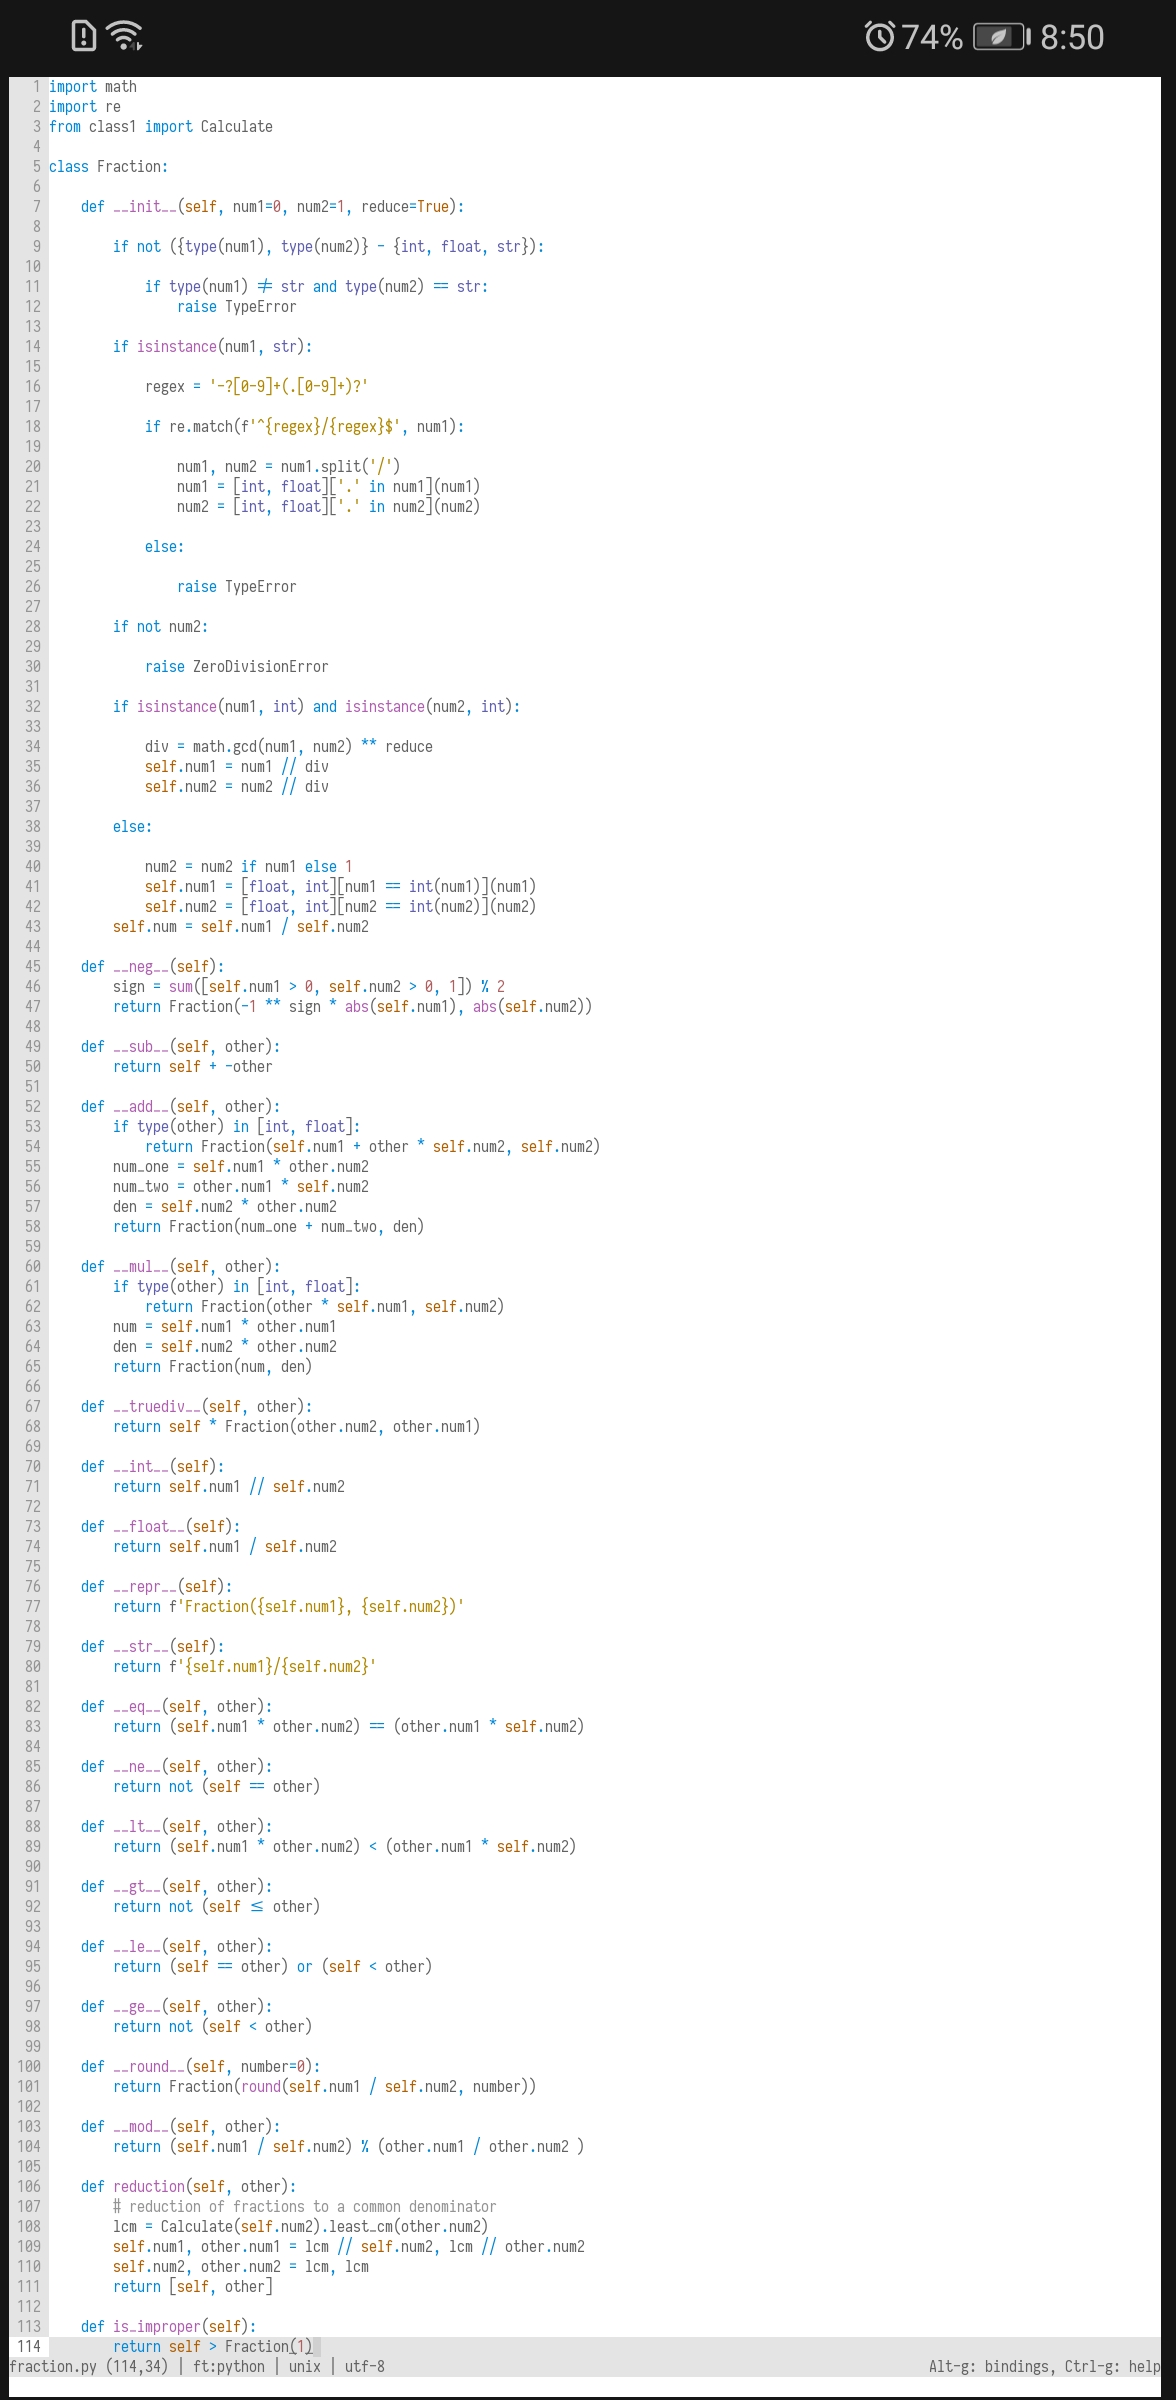 74% 8:50
1 import math
2 import re
3 from class1 import Calculate
4
5 class Fraction:
6
7     def __init__(self, num1=0, num2=1, reduce=True):
8
9         if not ({type(num1), type(num2)} - {int, float, str}):
10
11             if type(num1) ≠ str and type(num2) == str:
12                 raise TypeError
13
14         if isinstance(num1, str):
15
16             regex = '-?[0-9]+(.[0-9]+)?'
17
18             if re.match(f'^{regex}/{regex}$', num1):
19
20                 num1, num2 = num1.split('/')
21                 num1 = [int, float]['.' in num1](num1)
22                 num2 = [int, float]['.' in num2](num2)
23
24             else:
25
26                 raise TypeError
27
28         if not num2:
29
30             raise ZeroDivisionError
31
32         if isinstance(num1, int) and isinstance(num2, int):
33
34             div = math.gcd(num1, num2) ** reduce
35             self.num1 = num1 // div
36             self.num2 = num2 // div
37
38         else:
39
40             num2 = num2 if num1 else 1
41             self.num1 = [float, int][num1 == int(num1)](num1)
42             self.num2 = [float, int][num2 == int(num2)](num2)
43         self.num = self.num1 / self.num2
44
45     def __neg__(self):
46         sign = sum([self.num1 > 0, self.num2 > 0, 1]) % 2
47         return Fraction(-1 ** sign * abs(self.num1), abs(self.num2))
48
49     def __sub__(self, other):
50         return self + -other
51
52     def __add__(self, other):
53         if type(other) in [int, float]:
54             return Fraction(self.num1 + other * self.num2, self.num2)
55         num_one = self.num1 * other.num2
56         num_two = other.num1 * self.num2
57         den = self.num2 * other.num2
58         return Fraction(num_one + num_two, den)
59
60     def __mul__(self, other):
61         if type(other) in [int, float]:
62             return Fraction(other * self.num1, self.num2)
63         num = self.num1 * other.num1
64         den = self.num2 * other.num2
65         return Fraction(num, den)
66
67     def __truediv__(self, other):
68         return self * Fraction(other.num2, other.num1)
69
70     def __int__(self):
71         return self.num1 // self.num2
72
73     def __float__(self):
74         return self.num1 / self.num2
75
76     def __repr__(self):
77         return f'Fraction({self.num1}, {self.num2})'
78
79     def __str__(self):
80         return f'{self.num1}/{self.num2}'
81
82     def __eq__(self, other):
83         return (self.num1 * other.num2) == (other.num1 * self.num2)
84
85     def __ne__(self, other):
86         return not (self == other)
87
88     def __lt__(self, other):
89         return (self.num1 * other.num2) < (other.num1 * self.num2)
90
91     def __gt__(self, other):
92         return not (self ≤ other)
93
94     def __le__(self, other):
95         return (self == other) or (self < other)
96
97     def __ge__(self, other):
98         return not (self < other)
99
100     def __round__(self, number=0):
101         return Fraction(round(self.num1 / self.num2, number))
102
103     def __mod__(self, other):
104         return (self.num1 / self.num2) % (other.num1 / other.num2 )
105
106     def reduction(self, other):
107         # reduction of fractions to a common denominator
108         lcm = Calculate(self.num2).least_cm(other.num2)
109         self.num1, other.num1 = lcm // self.num2, lcm // other.num2
110         self.num2, other.num2 = lcm, lcm
111         return [self, other]
112
113     def is_improper(self):
114         return self > Fraction(1)
fraction.py (114,34) | ft:python | unix | utf-8 Alt-g: bindings, Ctrl-g: help